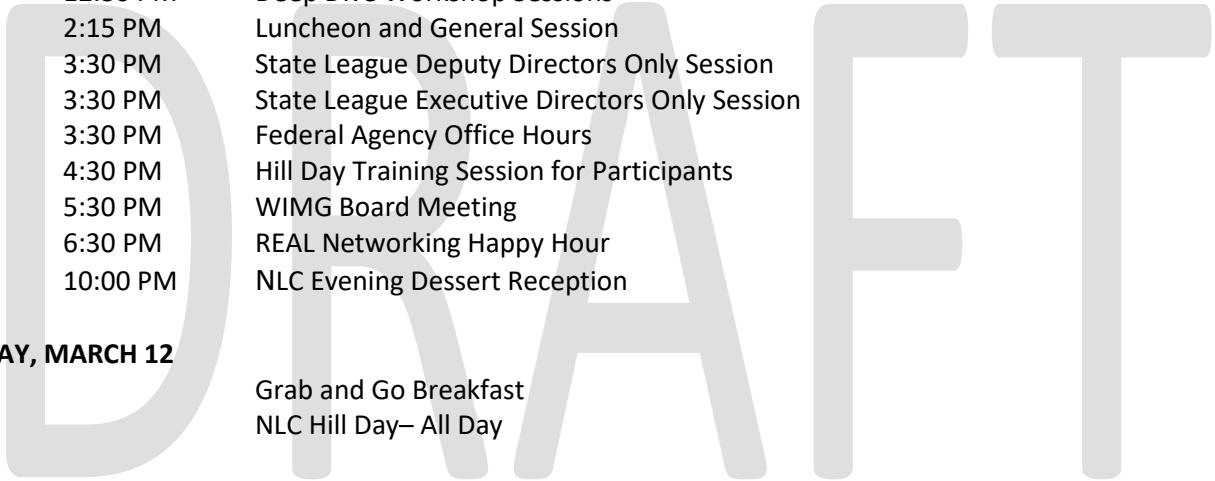 2:15 PM Luncheon and General Session
3:30 PM State League Deputy Directors Only Session
3:30 PM State League Executive Directors Only Session
3:30 PM Federal Agency Office Hours
4:30 PM Hill Day Training Session for Participants
5:30 PM WIMG Board Meeting
6:30 PM REAL Networking Happy Hour
10:00 PM NLC Evening Dessert Reception
AY, MARCH 12
Grab and Go Breakfast
NLC Hill Day– All Day
DRAFT